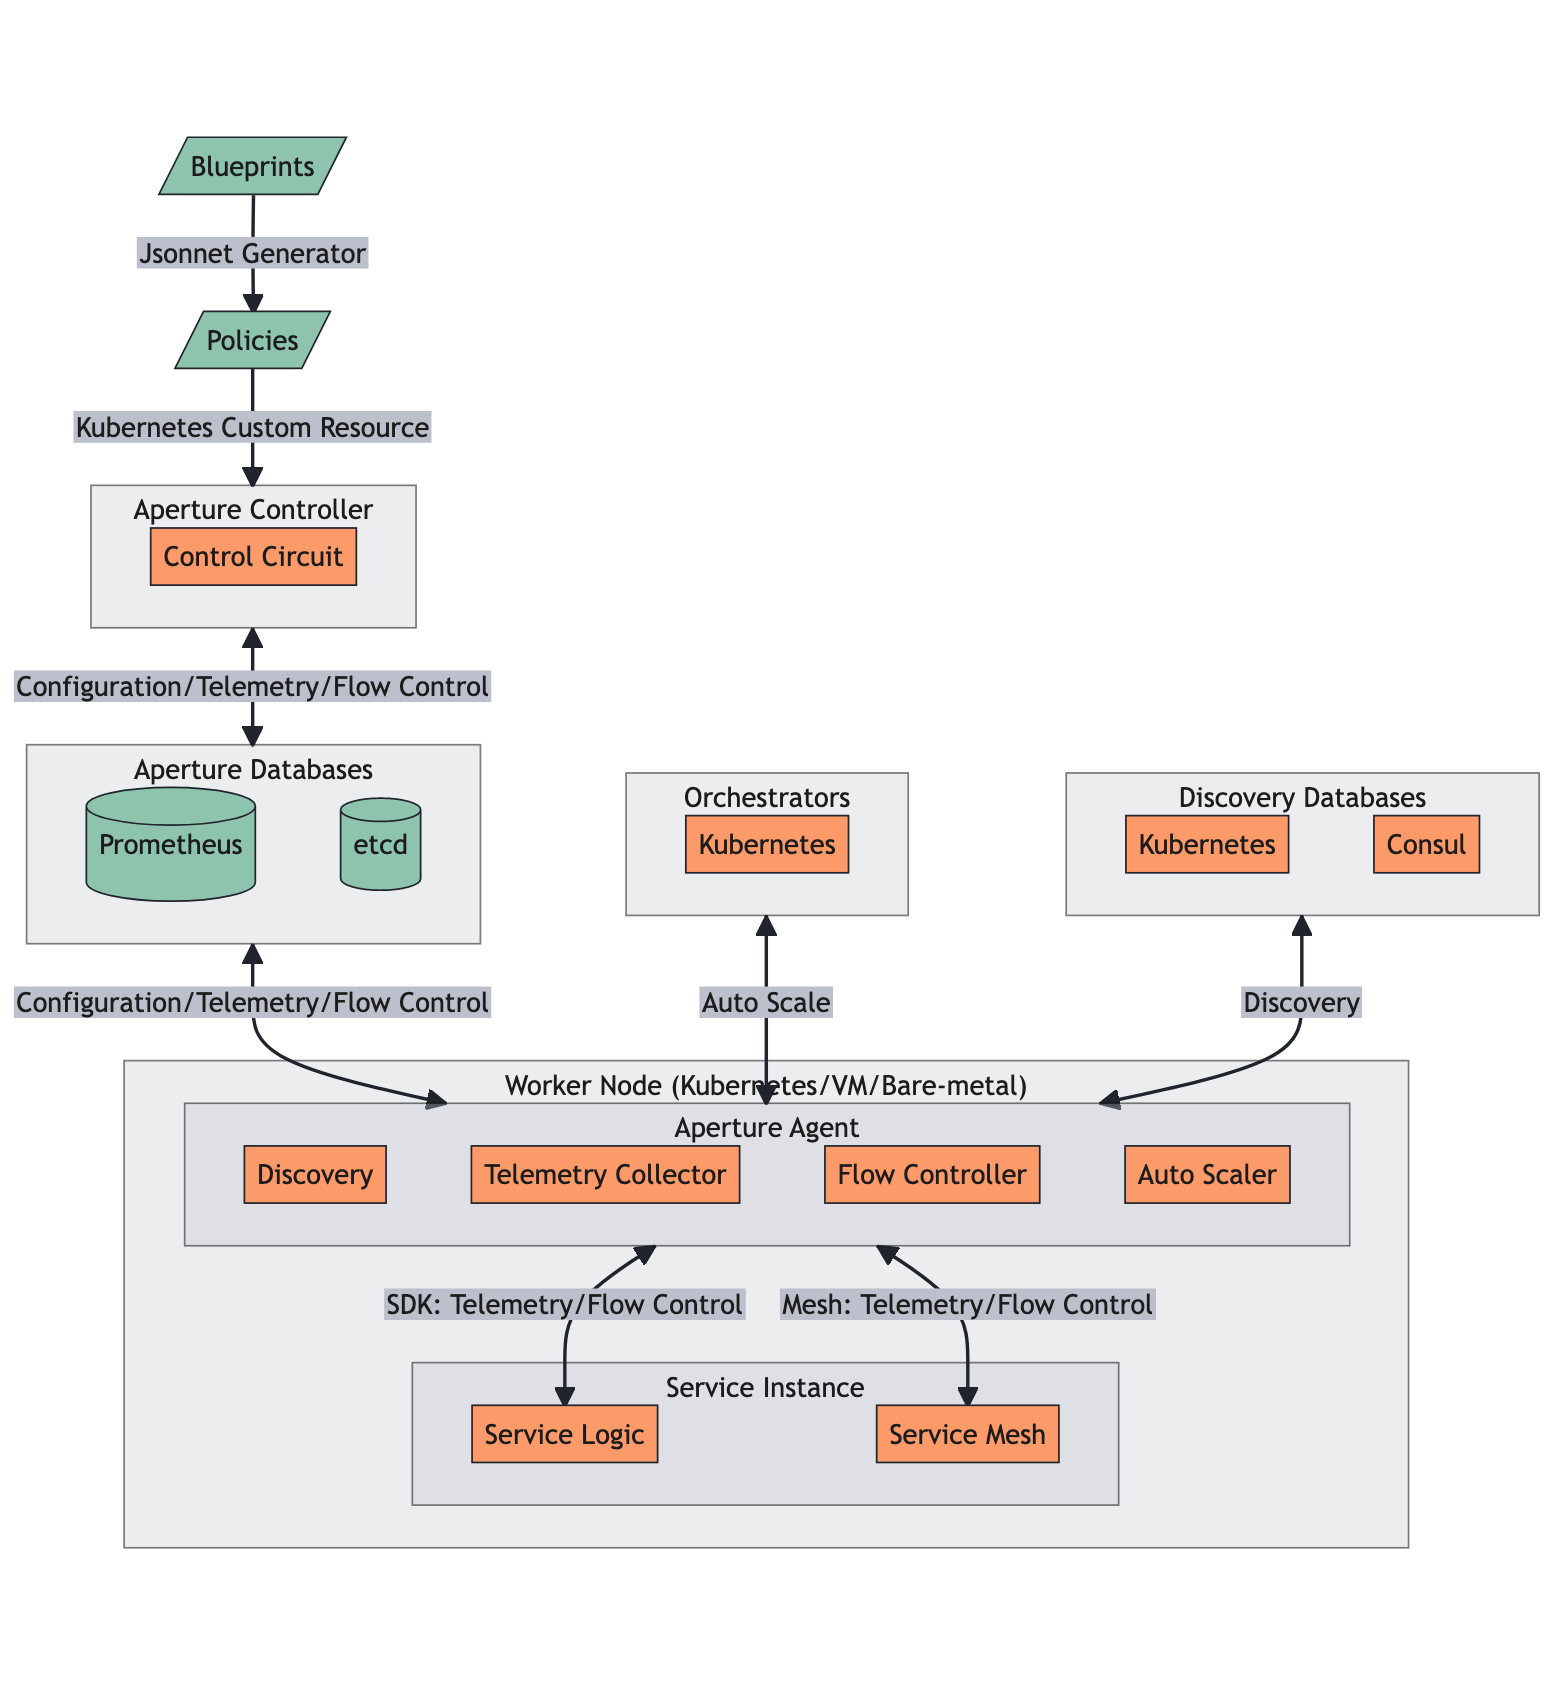 Blueprints
Jsonnet Generator
Policies
Kubernetes Custom Resource
Aperture Controller
Control Circuit
Configuration/Telemetry/Flow Control
Aperture Databases
Prometheus
etcd
Orchestrators
Kubernetes
Discovery Databases
Kubernetes
Consul
Configuration/Telemetry/Flow Control
Auto Scale
Discovery
Worker Node (Kubernetes/VM/Bare-metal)
Aperture Agent
Discovery
Telemetry Collector
Flow Controller
Auto Scaler
SDK: Telemetry/Flow Control
Mesh: Telemetry/Flow Control
Service Instance
Service Logic
Service Mesh